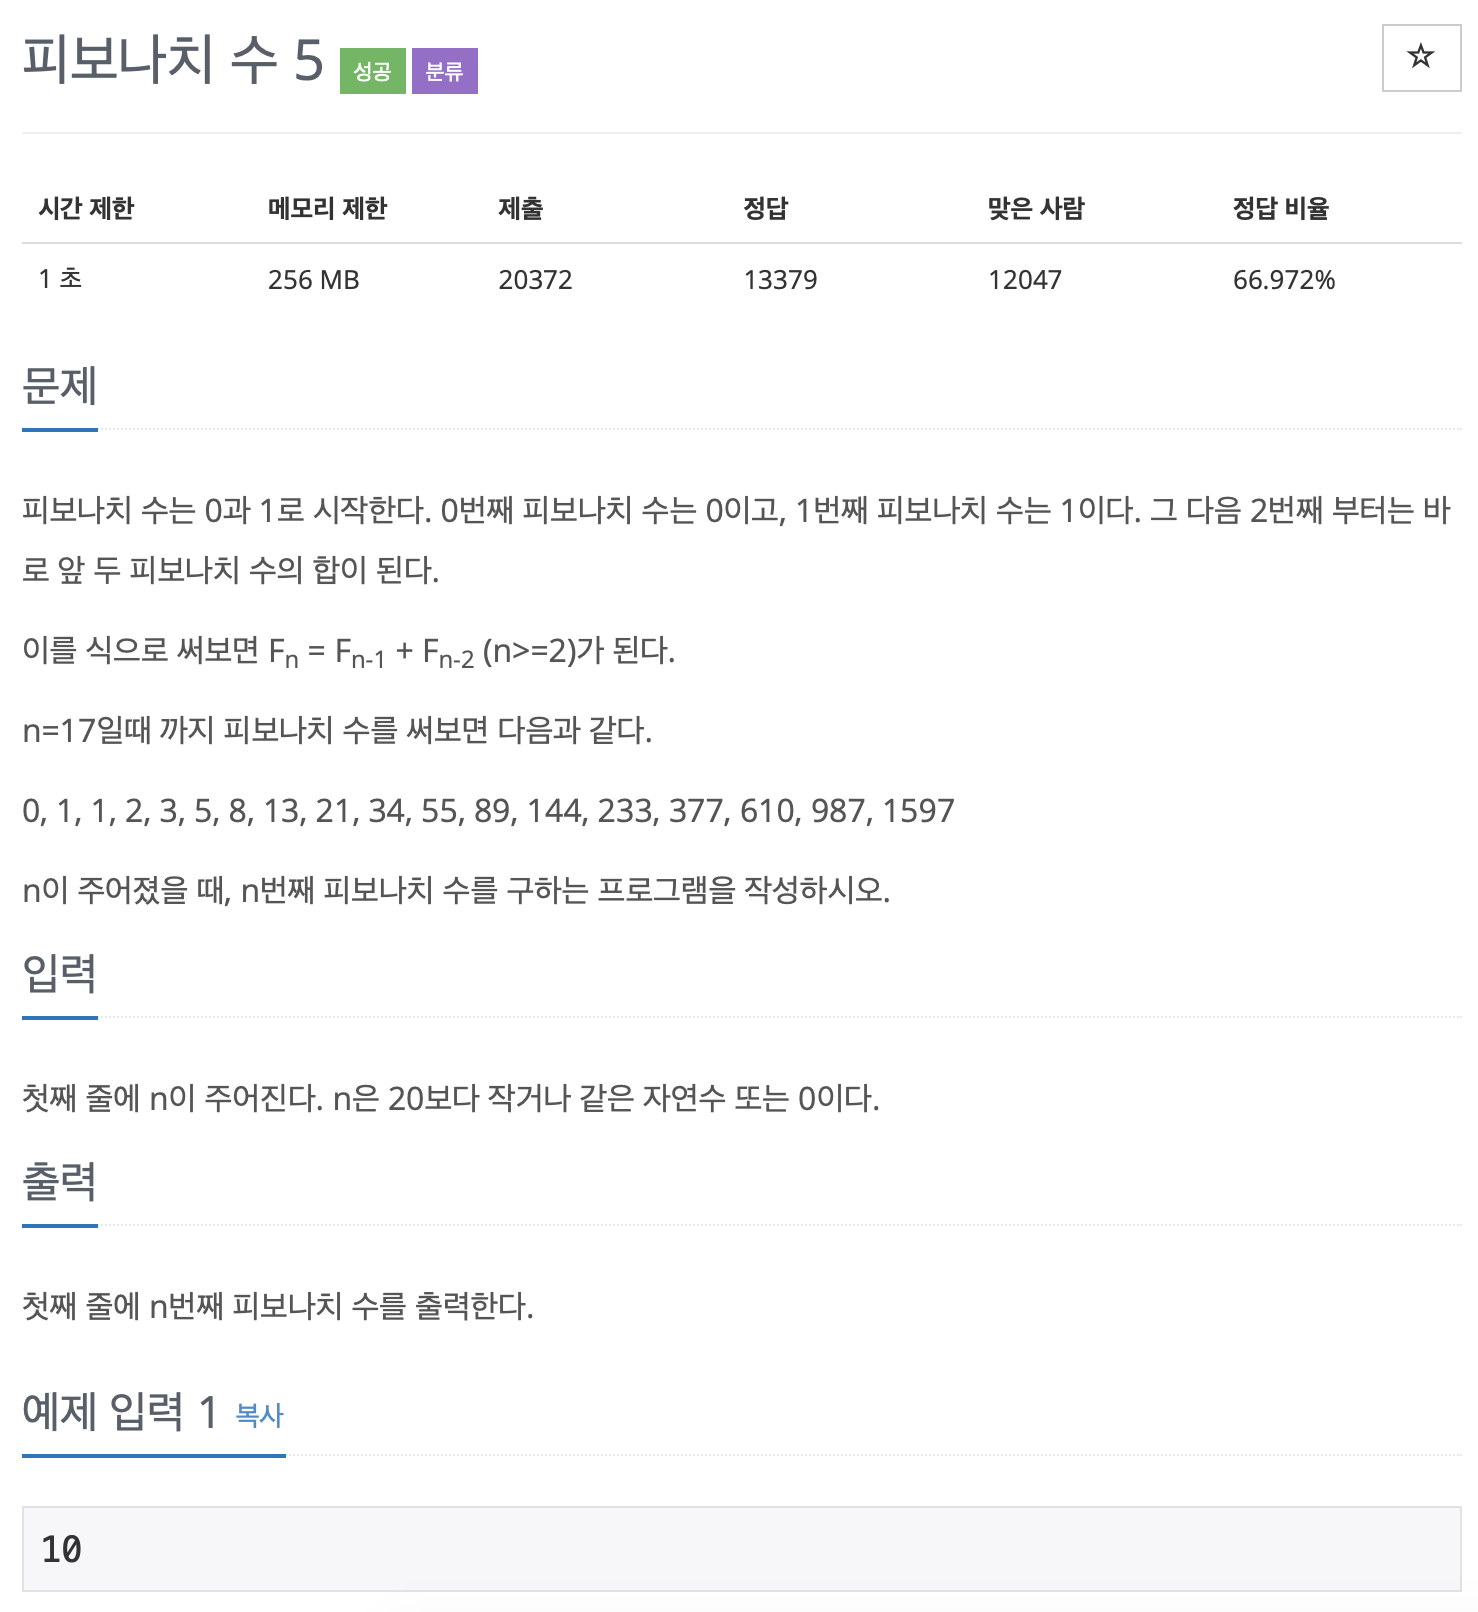 피보나치 수 5 성공 분류
☆
시간 제한 메모리 제한 제출 정답 맞은 사람 정답 비율
1 초 256 MB 20372 13379 12047 66.972%
문제
피보나치 수는 0과 1로 시작한다. 0번째 피보나치 수는 0이고, 1번째 피보나치 수는 1이다. 그 다음 2번째 부터는 바
로 앞 두 피보나치 수의 합이 된다.
이를 식으로 써보면 Fn = Fn-1 + Fn-2 (n>=2)가 된다.
n=17일때 까지 피보나치 수를 써보면 다음과 같다.
0, 1, 1, 2, 3, 5, 8, 13, 21, 34, 55, 89, 144, 233, 377, 610, 987, 1597
n이 주어졌을 때, n번째 피보나치 수를 구하는 프로그램을 작성하시오.
입력
첫째 줄에 n이 주어진다. n은 20보다 작거나 같은 자연수 또는 0이다.
출력
첫째 줄에 n번째 피보나치 수를 출력한다.
예제 입력 1 복사
10